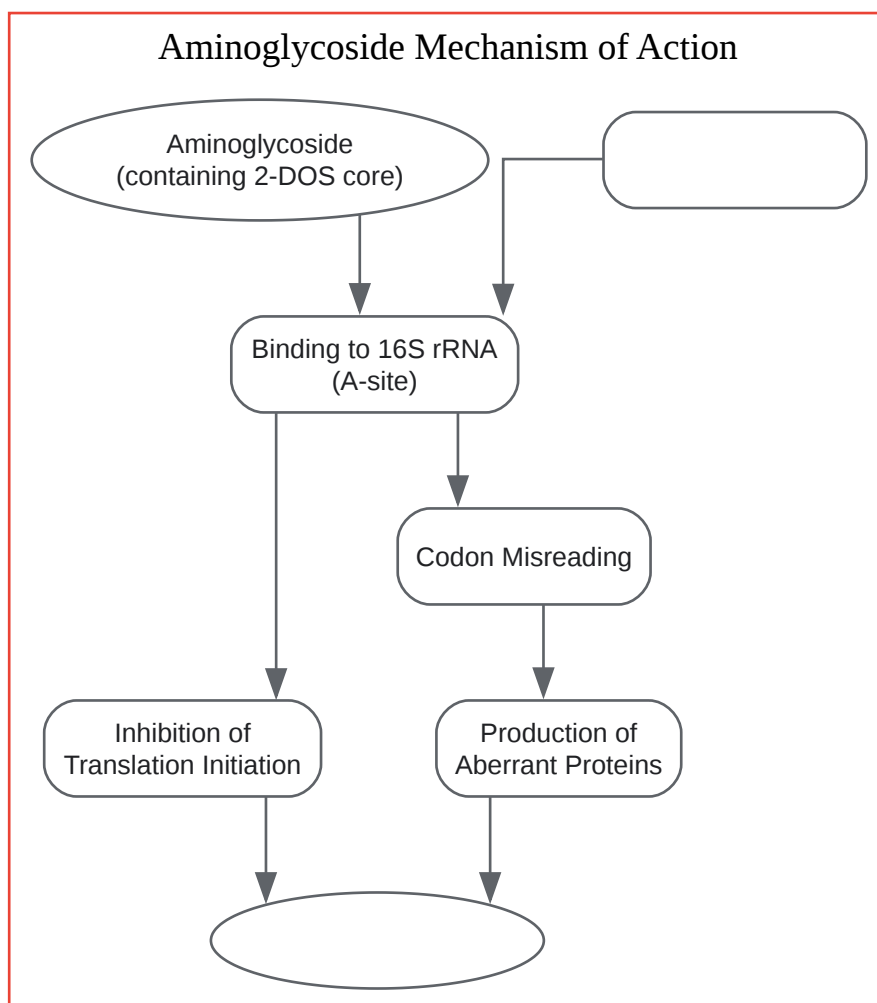 Aminoglycoside Mechanism of Action
Aminoglycoside
(containing 2-DOS core)
Binding to 16S rRNA
(A-site)
Codon Misreading
Inhibition of
Translation Initiation
Production of
Aberrant Proteins